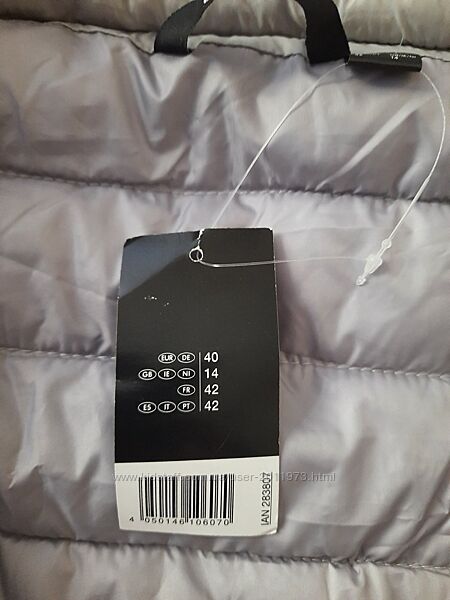 EUR DE 40
GB IE NI 14
FR 42
ES IT PT 42
4 050146 106070
IAN 283807